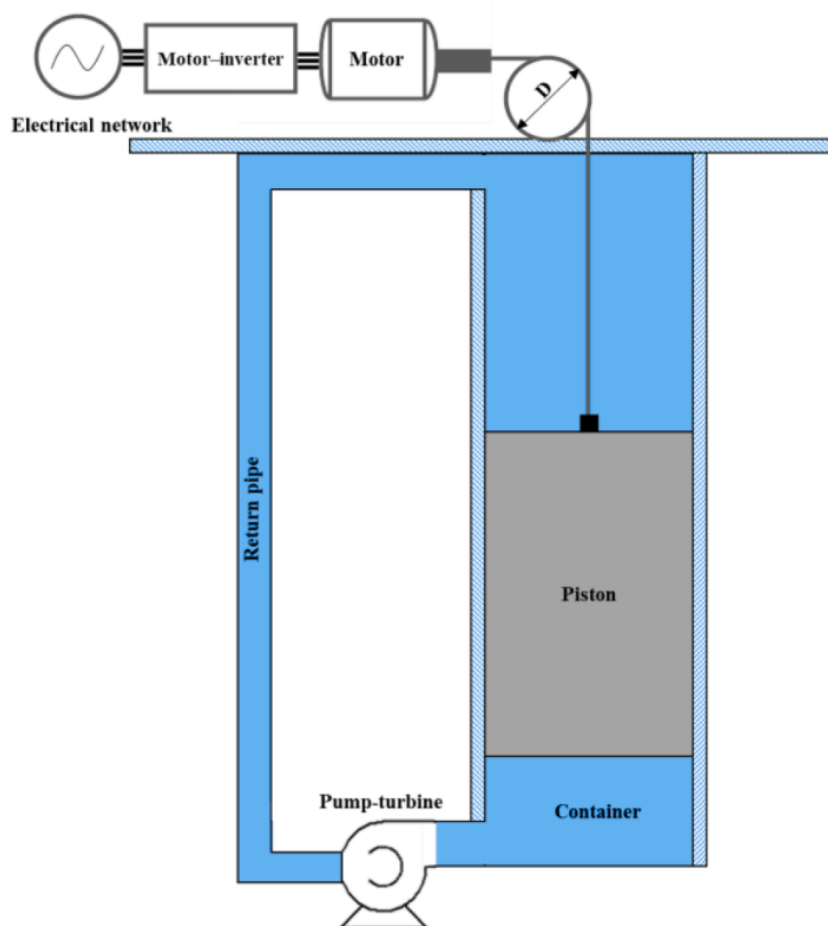 Motor–inverter
Motor
D
Electrical network
Return pipe
Piston
Pump-turbine
Container